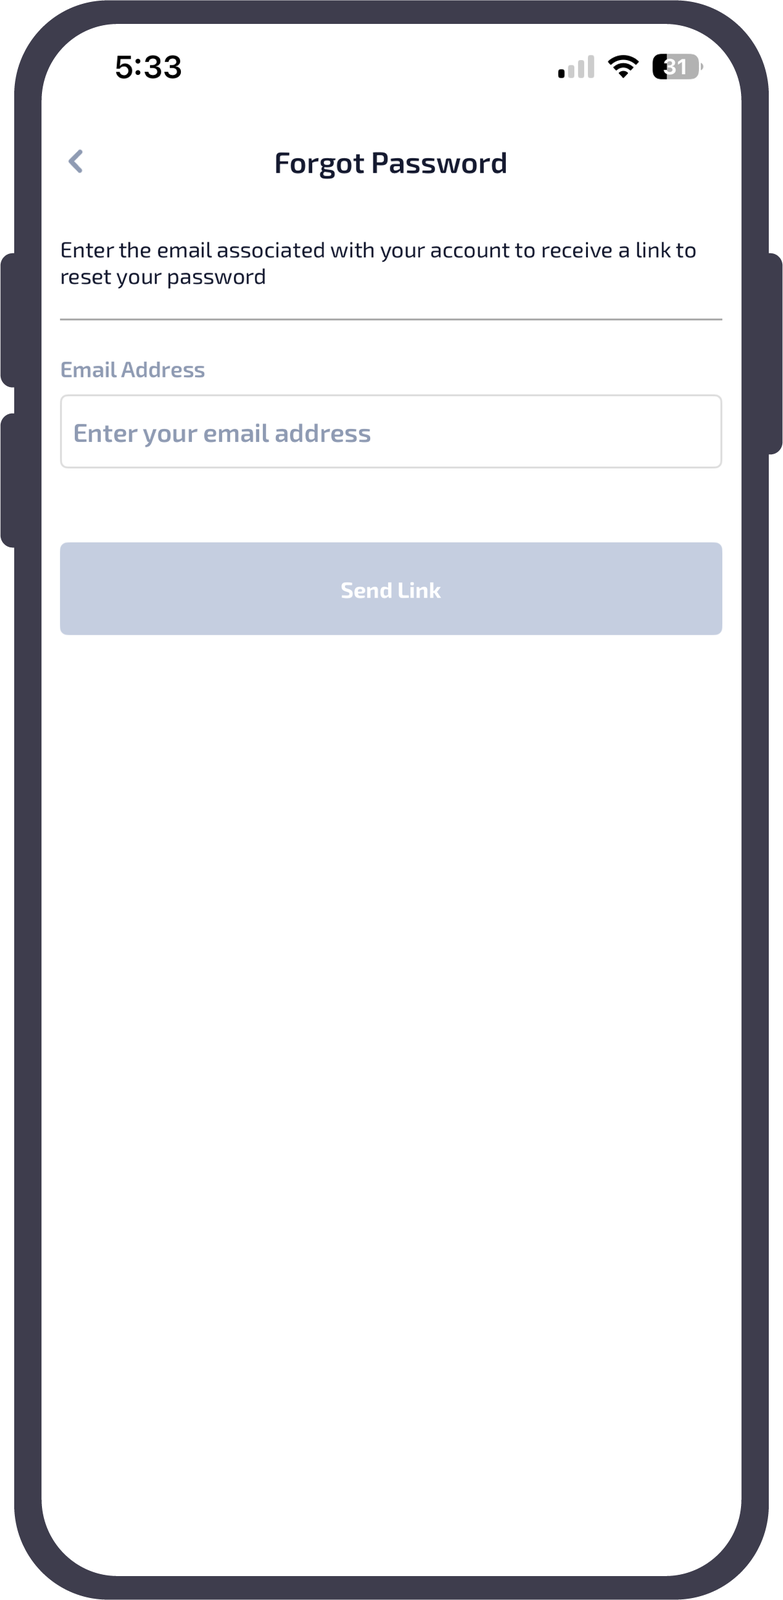 5:33
31
Forgot Password
Enter the email associated with your account to receive a link to
reset your password
Email Address
Enter your email address
Send Link